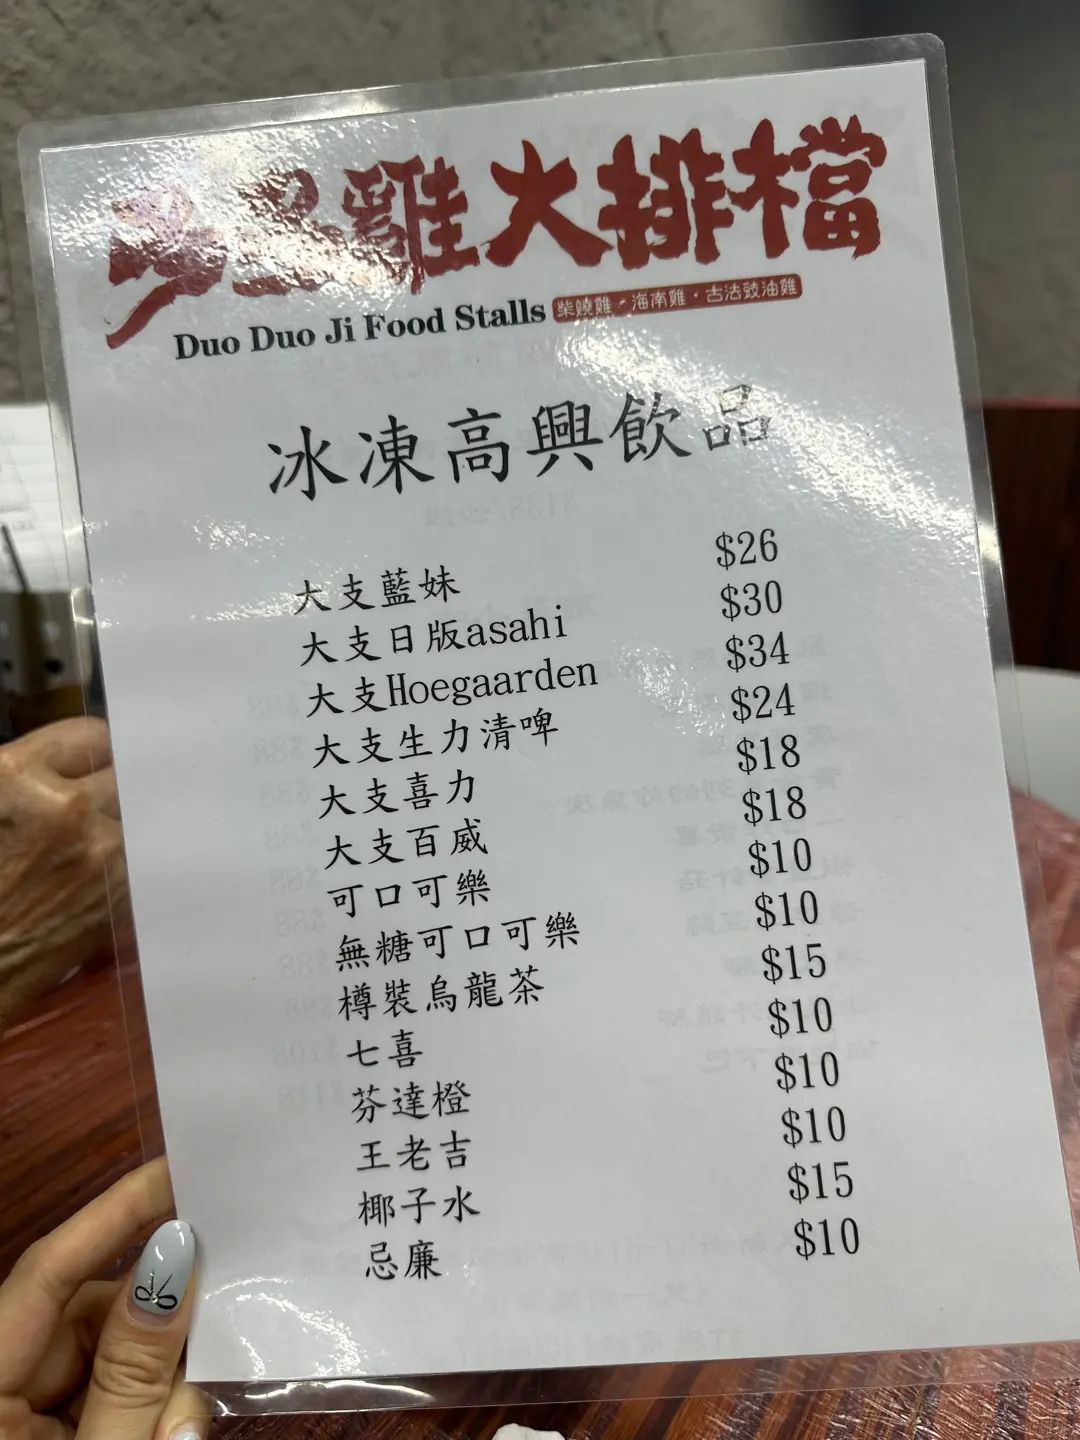 多多雞大排檔
Duo Duo Ji Food Stalls 柴燒雞·海南雞·古法豉油雞
冰凍高興飲品
大支藍妹 $26
大支日版asahi $30
大支Hoegaarden $34
大支生力清啤 $24
大支喜力 $18
大支百威 $18
可口可樂 $10
無糖可口可樂 $10
樽裝烏龍茶 $15
七喜 $10
芬達橙 $10
王老吉 $10
椰子水 $15
忌廉 $10